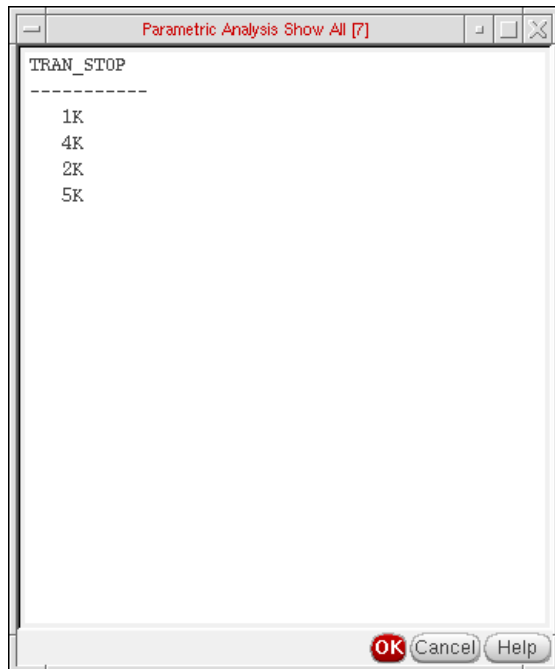 Parametric Analysis Show All [7]
TRAN_STOP
-----------
1K
4K
2K
5K
OK Cancel Help